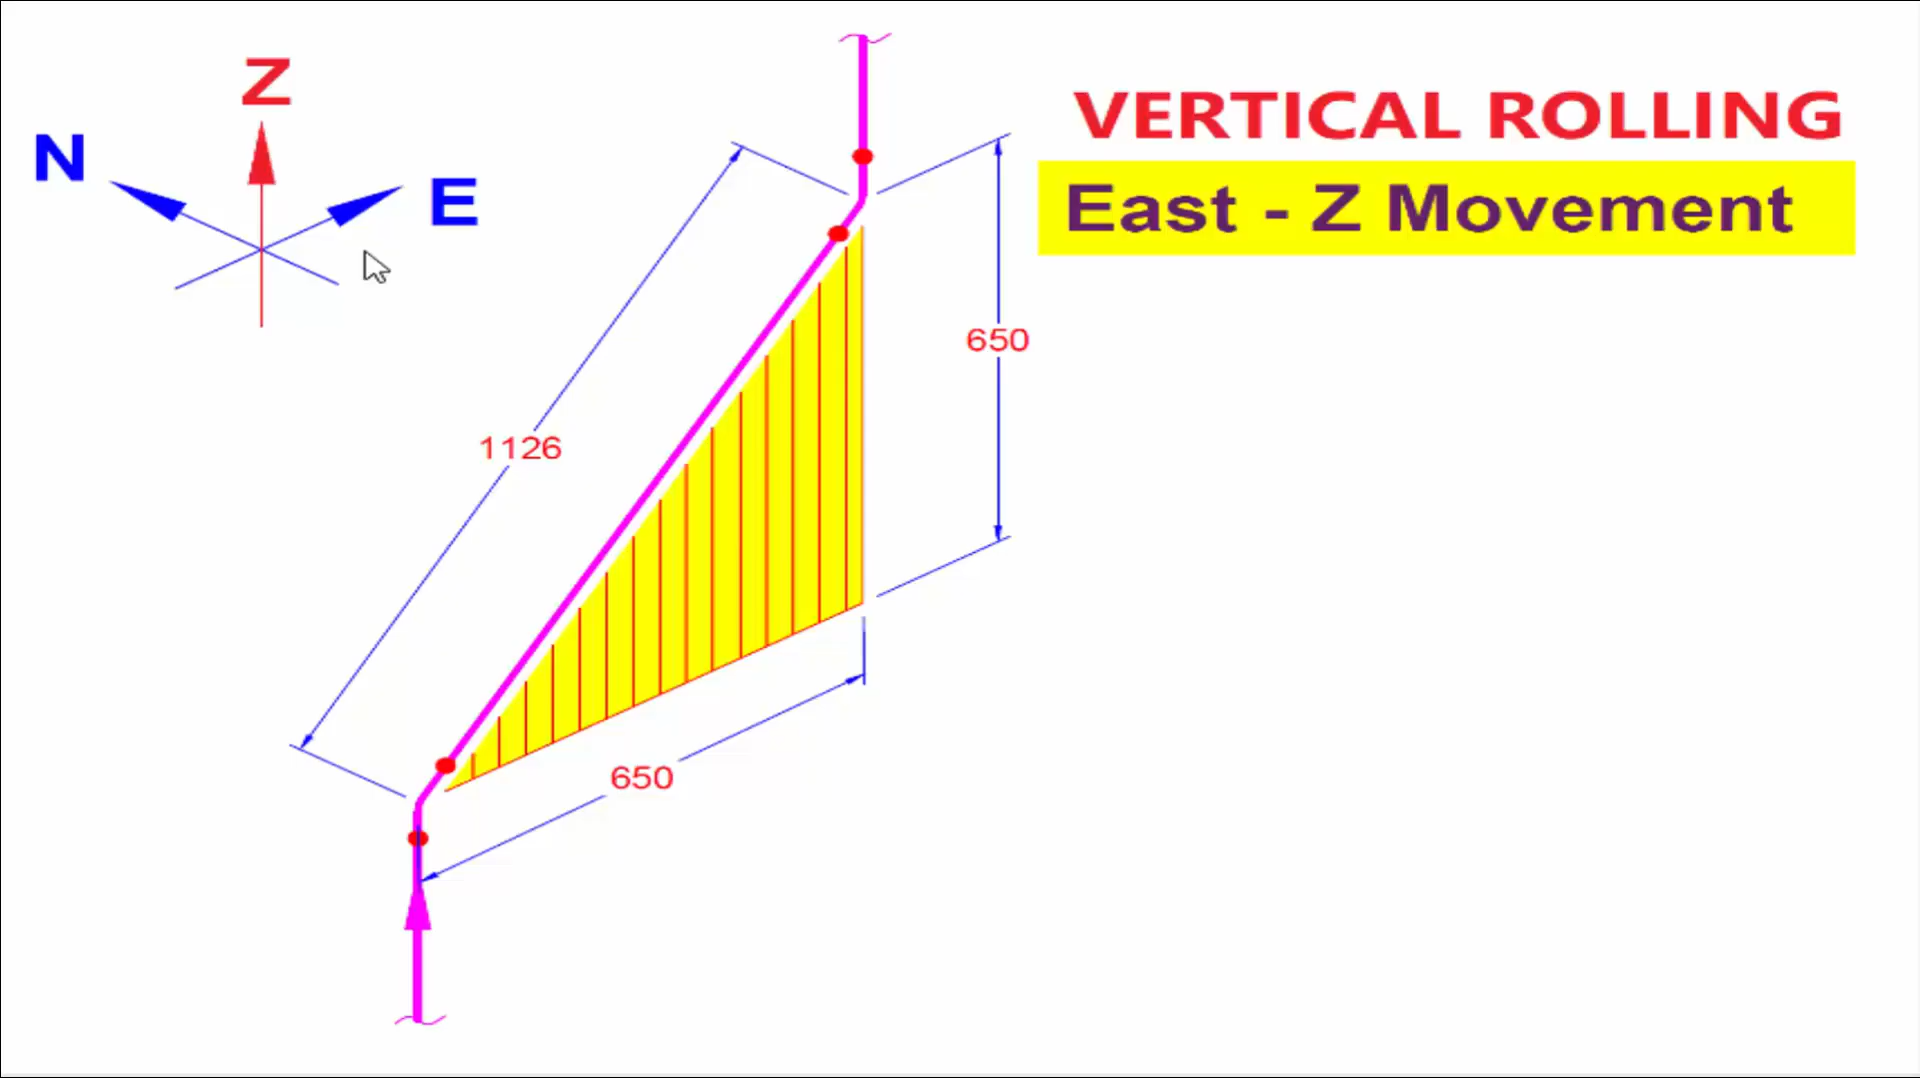 Z
N
E
VERTICAL ROLLING
East - Z Movement
650
1126
650